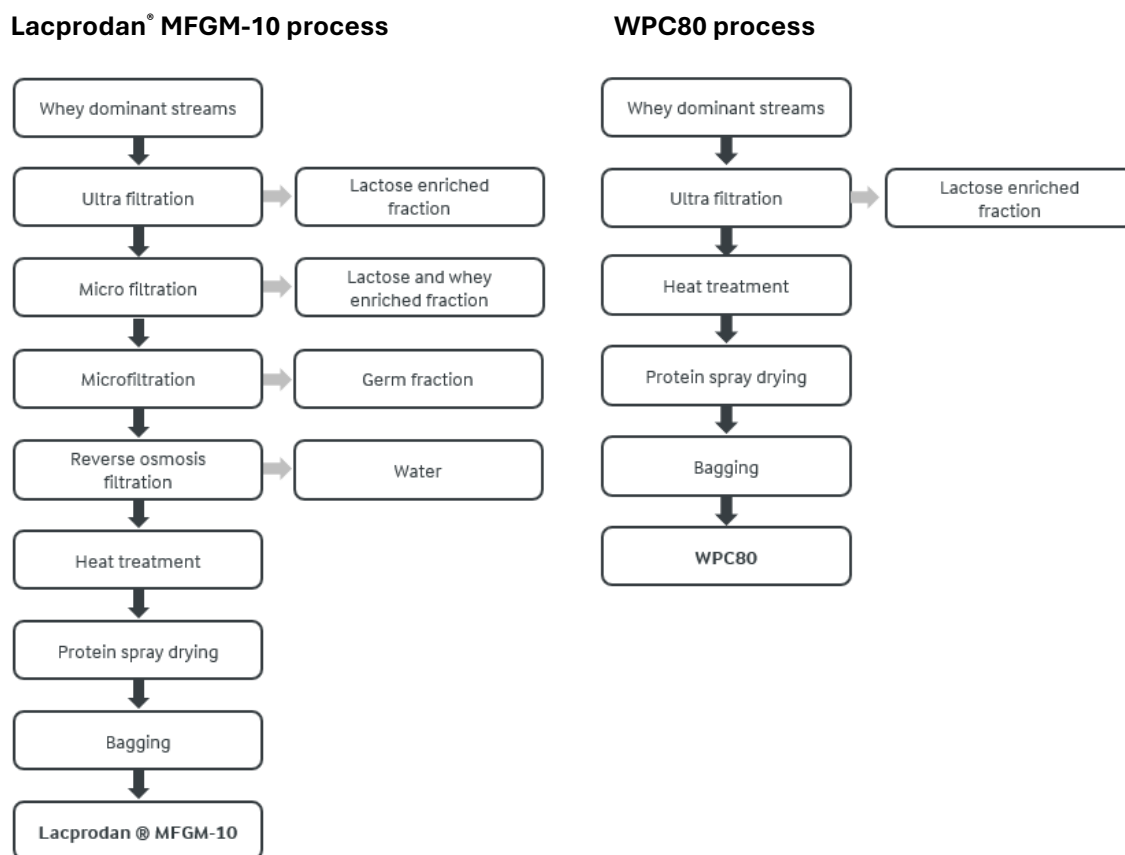 Lacprodan® MFGM-10 process
Whey dominant streams
Ultra filtration
Lactose enriched
fraction
Micro filtration
Lactose and whey
enriched fraction
Microfiltration
Germ fraction
Reverse osmosis
filtration
Water
Heat treatment
Protein spray drying
Bagging
Lacprodan ® MFGM-10
WPC80 process
Whey dominant streams
Ultra filtration
Lactose enriched
fraction
Heat treatment
Protein spray drying
Bagging
WPC80